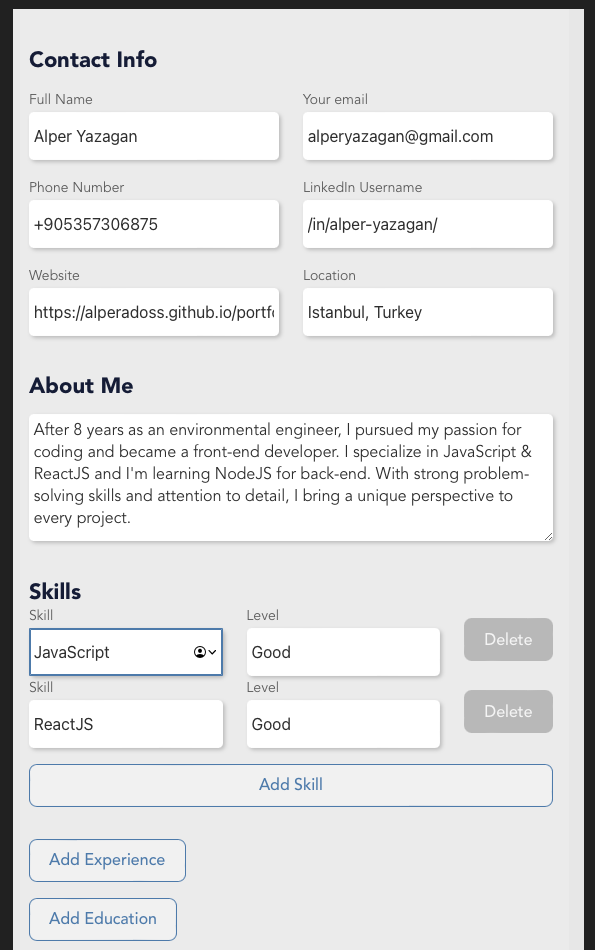 Contact Info
Full Name
Your email
Alper Yazagan
alperyazagan@gmail.com
Phone Number
LinkedIn Username
+905357306875
/in/alper-yazagan/
Website
Location
https://alperadoss.github.io/portfo
Istanbul, Turkey
About Me
After 8 years as an environmental engineer, I pursued my passion for
coding and became a front-end developer. I specialize in JavaScript &
ReactJS and I'm learning NodeJS for back-end. With strong problem-
solving skills and attention to detail, I bring a unique perspective to
every project.
Skills
Skill
Level
JavaScript
Good
Delete
Skill
Level
ReactJS
Good
Delete
Add Skill
Add Experience
Add Education